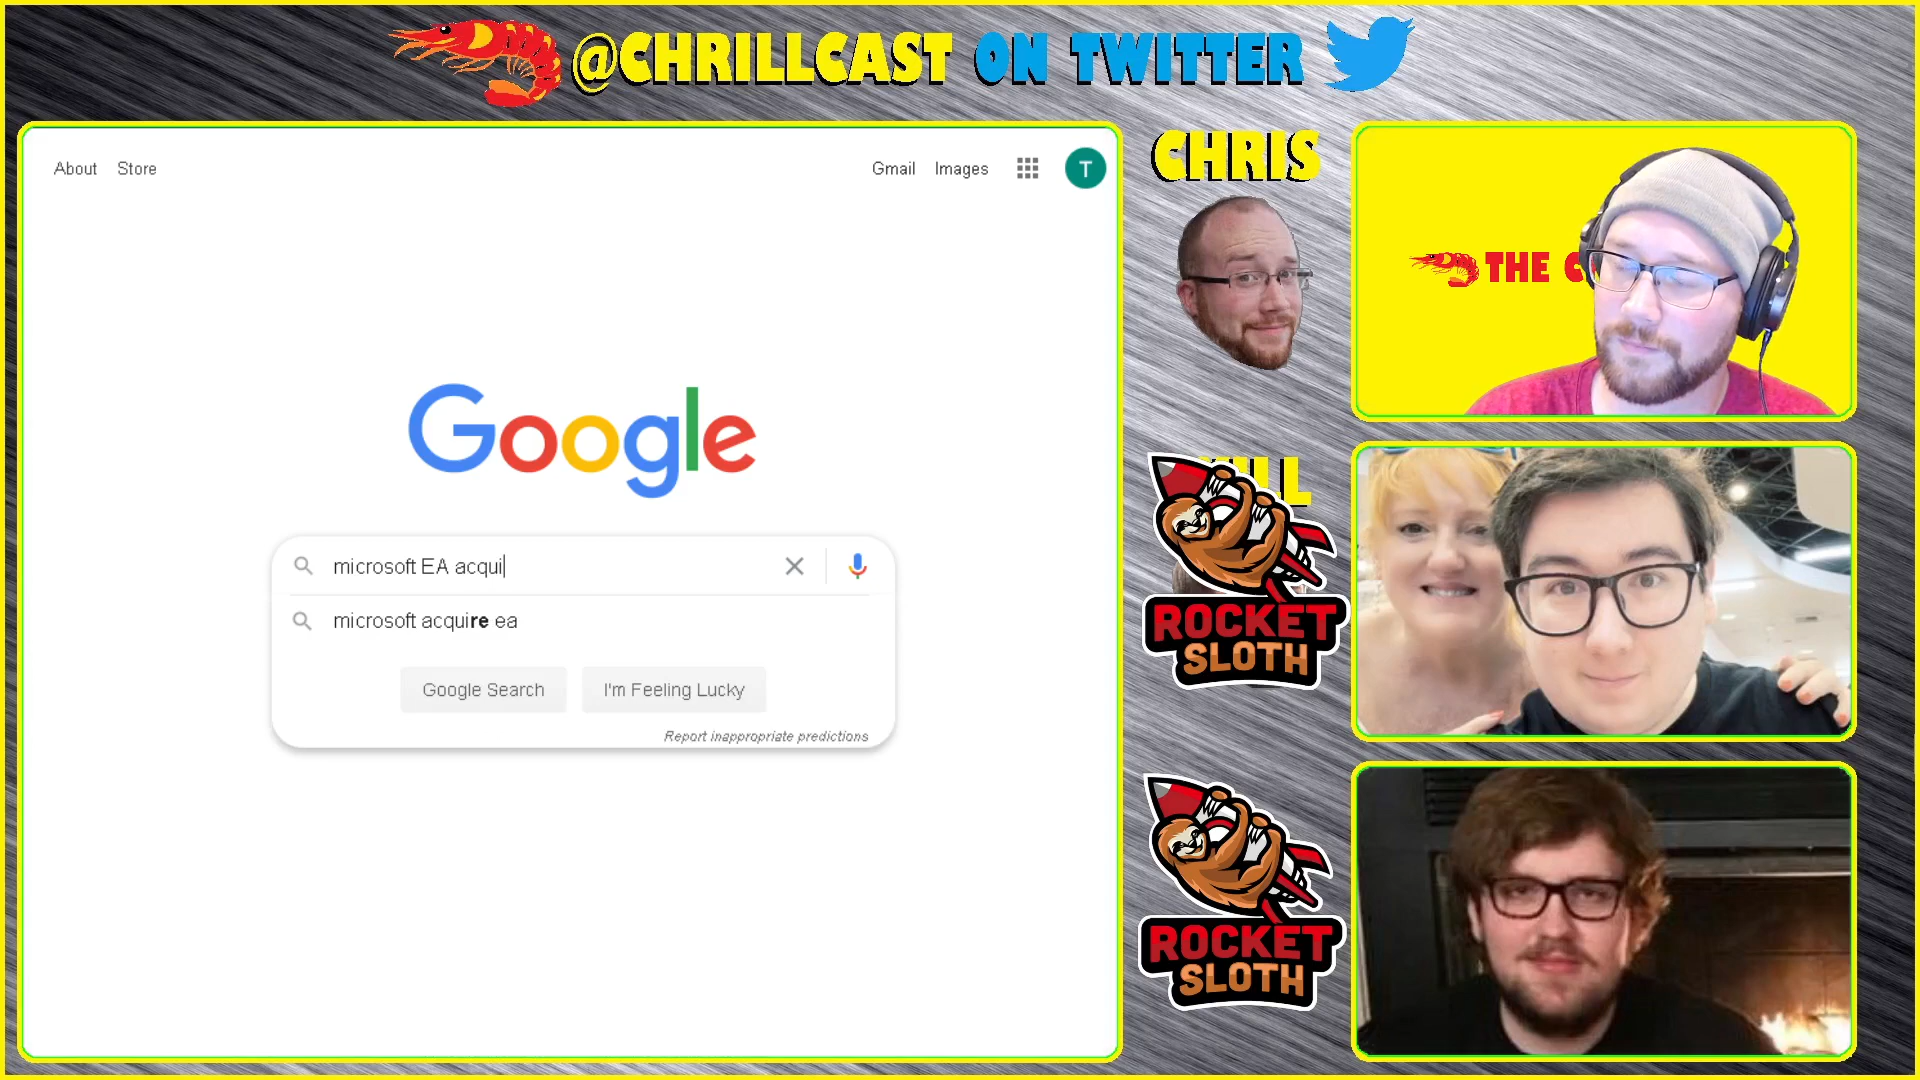 @CHRILLCAST ON TWITTER
About Store
Gmail Images
T
Google
microsoft EA acqui
microsoft acquire ea
Google Search
I'm Feeling Lucky
Report inappropriate predictions
CHRIS
THE
ROCKET
SLOTH
ROCKET
SLOTH